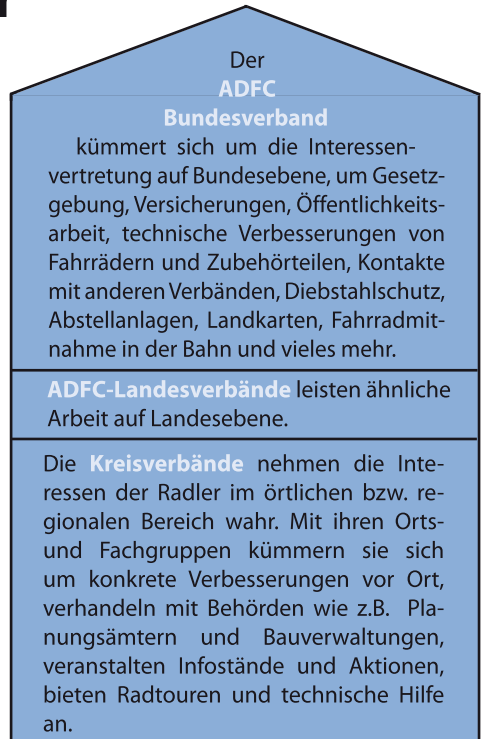 Der
ADFC
Bundesverband
kümmert sich um die Interessen-
vertretung auf Bundesebene, um Gesetz-
gebung, Versicherungen, Öffentlichkeits-
arbeit, technische Verbesserungen von
Fahrrädern und Zubehörteilen, Kontakte
mit anderen Verbänden, Diebstahlschutz,
Abstellanlagen, Landkarten, Fahrradmit-
nahme in der Bahn und vieles mehr.
ADFC-Landesverbände leisten ähnliche
Arbeit auf Landesebene.
Die Kreisverbände nehmen die Inte-
ressen der Radler im örtlichen bzw. re-
gionalen Bereich wahr. Mit ihren Orts-
und Fachgruppen kümmern sie sich
um konkrete Verbesserungen vor Ort,
verhandeln mit Behörden wie z.B. Pla-
nungsämtern und Bauverwaltungen,
veranstalten Infostände und Aktionen,
bieten Radtouren und technische Hilfe
an.